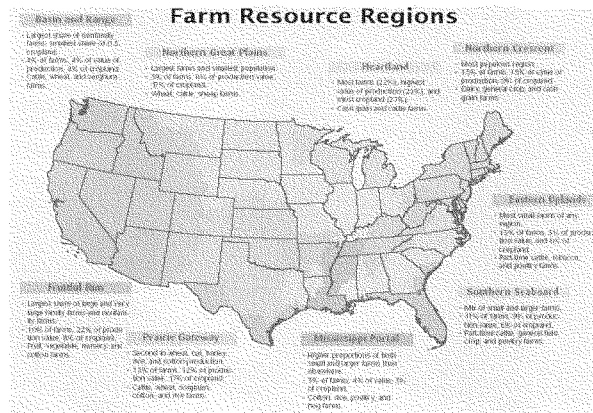 Farm Resource Regions
Basin and Range
- Largest share of nonfamily
farms, smallest share of U.S.
cropland.
4% of farms, 4% of value of
production, 4% of cropland.
Cattle, wheat, and sorghum
farms.
Northern Great Plains
- Largest farms and smallest population.
5% of farms, 6% of production value,
17% of cropland.
Wheat, cattle, sheep farms.
Heartland
Most farms (22%), highest
value of production (23%), and
most cropland (27%).
Cash grain and cattle farms.
Northern Crescent
Most populous region.
15% of farms, 15% of value of
production, 9% of cropland.
Dairy, general crop, and cash
grain farms.
Eastern Uplands
- Most small farms of any
region.
15% of farms, 5% of produc-
tion value, and 6% of
cropland.
Part-time cattle, tobacco,
and poultry farms.
Fruitful Rim
- Largest share of large and very
large family farms and nonfam-
ily farms.
10% of farms, 22% of produc-
tion value, 8% of cropland.
Fruit, vegetable, nursery, and
cotton farms.
Prairie Gateway
Second in wheat, oat, barley,
rice, and cotton production.
13% of farms, 12% of produc-
tion value, 17% of cropland.
Cattle, wheat, sorghum,
cotton, and rice farms.
Mississippi Portal
Higher proportions of both
small and larger farms than
elsewhere.
5% of farms, 4% of value, 5%
of cropland.
Cotton, rice, poultry, and
hog farms.
Southern Seaboard
- Mix of small and larger farms.
11% of farms, 9% of produc-
tion value, 6% of cropland.
Part-time cattle, general field
crop, and poultry farms.